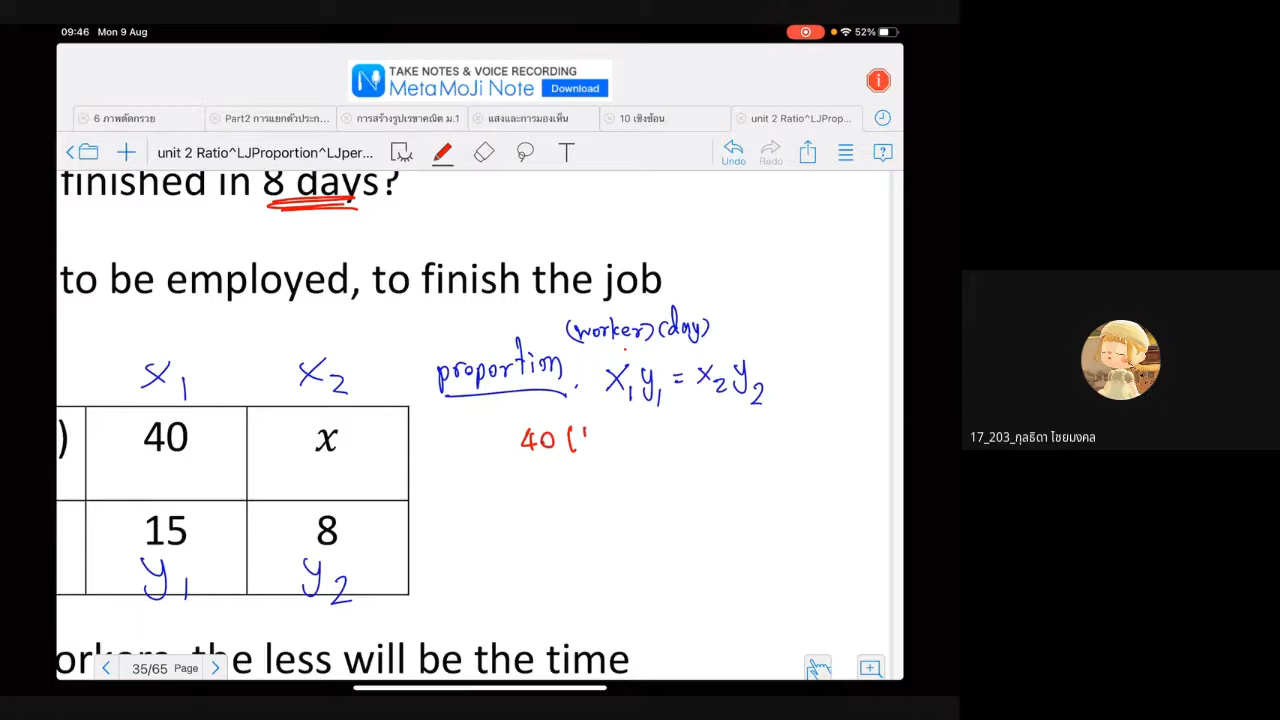 09:46 Mon 9 Aug
52%
TAKE NOTES & VOICE RECORDING
MetaMoJi Note Download
6 ภาพตัดกรวย
Part2 การแยกตัวประก...
การสร้างรูปเรขาคณิต ม.1
แสงและการมองเห็น
10 เชิงซ้อน
unit 2 Ratio^LJProp...
unit 2 Ratio^LJProportion^LJper...
Undo
Redo
finished in 8 days?
to be employed, to finish the job
(worker) (day)
x1 x2 proportion. x1y1 = x2y2
) 40 x 40 (
15 8
y1 y2
orkers, the less will be the time
35/65 Page
17_203_กุลธิดา ไชยมงคล